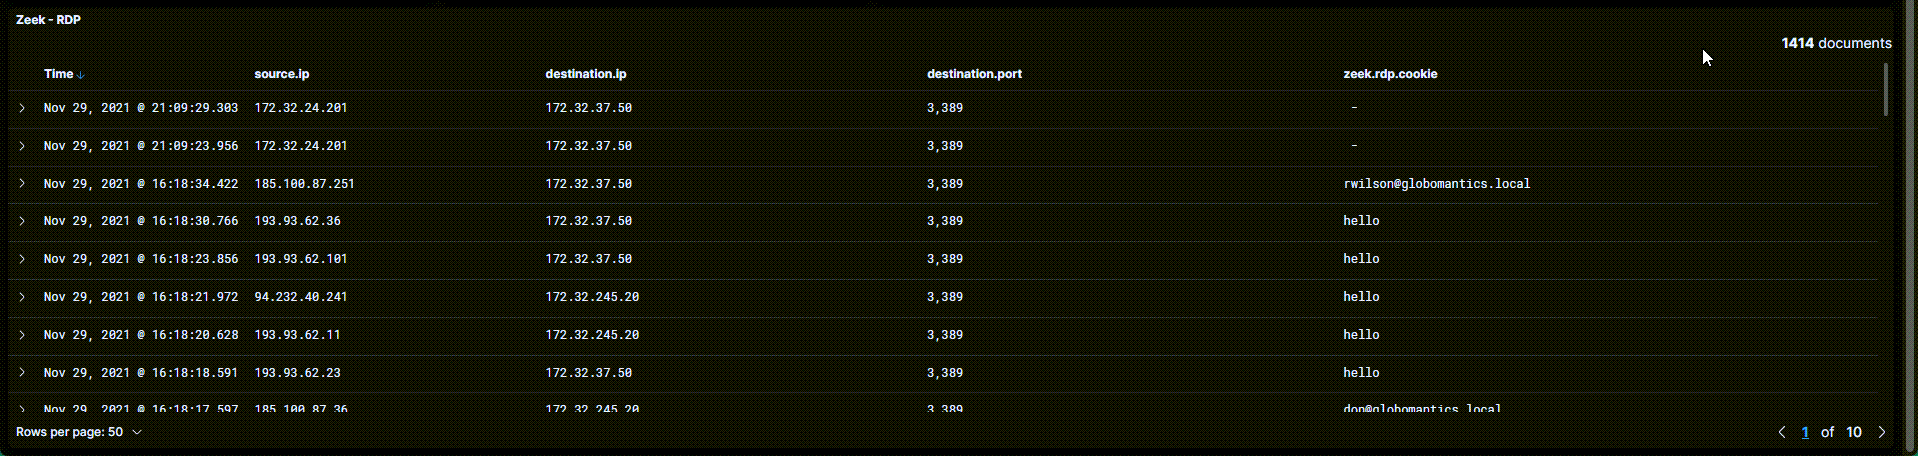 Zeek - RDP
1414 documents
Time source.ip destination.ip destination.port zeek.rdp.cookie
Nov 29, 2021 @ 21:09:29.303 172.32.24.201 172.32.37.50 3,389 -
Nov 29, 2021 @ 21:09:23.956 172.32.24.201 172.32.37.50 3,389 -
Nov 29, 2021 @ 16:18:34.422 185.100.87.251 172.32.37.50 3,389 rwilson@globomantics.local
Nov 29, 2021 @ 16:18:30.766 193.93.62.36 172.32.37.50 3,389 hello
Nov 29, 2021 @ 16:18:23.856 193.93.62.101 172.32.37.50 3,389 hello
Nov 29, 2021 @ 16:18:21.972 94.232.40.241 172.32.245.20 3,389 hello
Nov 29, 2021 @ 16:18:20.628 193.93.62.11 172.32.245.20 3,389 hello
Nov 29, 2021 @ 16:18:18.591 193.93.62.23 172.32.37.50 3,389 hello
Nov 29, 2021 @ 16:18:17.597 185.100.87.36 172.32.245.20 3,389 don@globomantics.local
Rows per page: 50 1 of 10